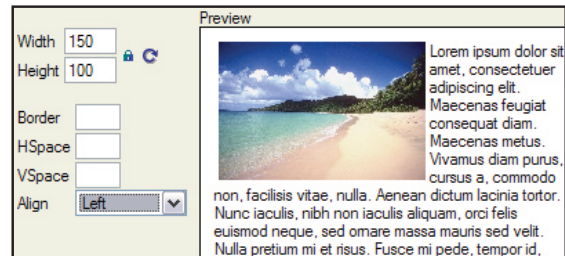 Preview
Width 150
Height 100
Border
HSpace
VSpace
Align Left
Lorem ipsum dolor sit
amet, consectetuer
adipiscing elit.
Maecenas feugiat
consequat diam.
Maecenas metus.
Vivamus diam purus,
cursus a, commodo
non, facilisis vitae, nulla. Aenean dictum lacinia tortor.
Nunc iaculis, nibh non iaculis aliquam, orci felis
euismod neque, sed ornare massa mauris sed velit.
Nulla pretium mi et risus. Fusce mi pede, tempor id,